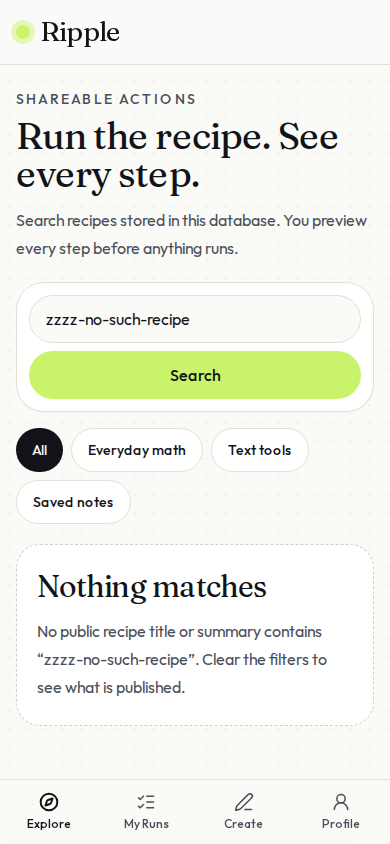 Ripple
SHAREABLE ACTIONS
Run the recipe. See
every step.
Search recipes stored in this database. You preview
every step before anything runs.
zzzz-no-such-recipe
Search
All
Everyday math
Text tools
Saved notes
Nothing matches
No public recipe title or summary contains
“zzzz-no-such-recipe”. Clear the filters to
see what is published.
Explore
My Runs
Create
Profile